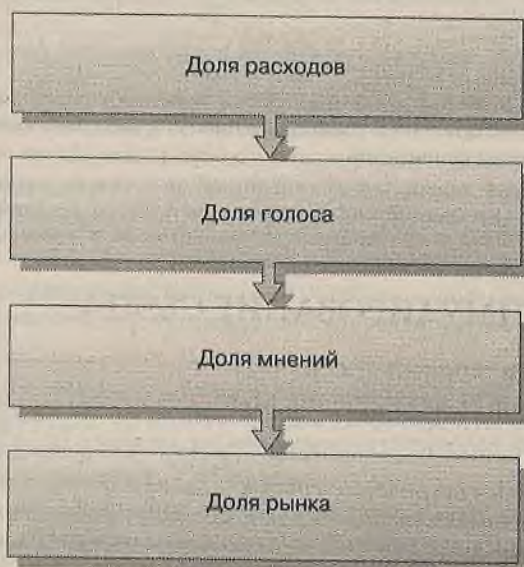 Доля расходов
Доля голоса
Доля мнений
Доля рынка